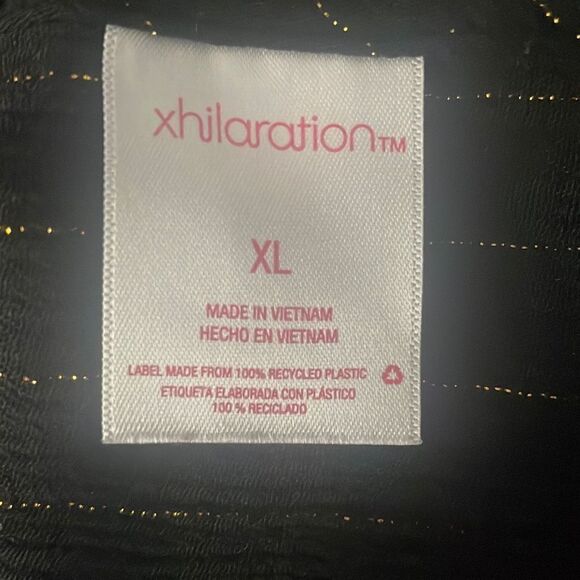 xhilaration™
XL
MADE IN VIETNAM
HECHO EN VIETNAM
LABEL MADE FROM 100% RECYCLED PLASTIC
ETIQUETA ELABORADA CON PLÁSTICO
100 % RECICLADO